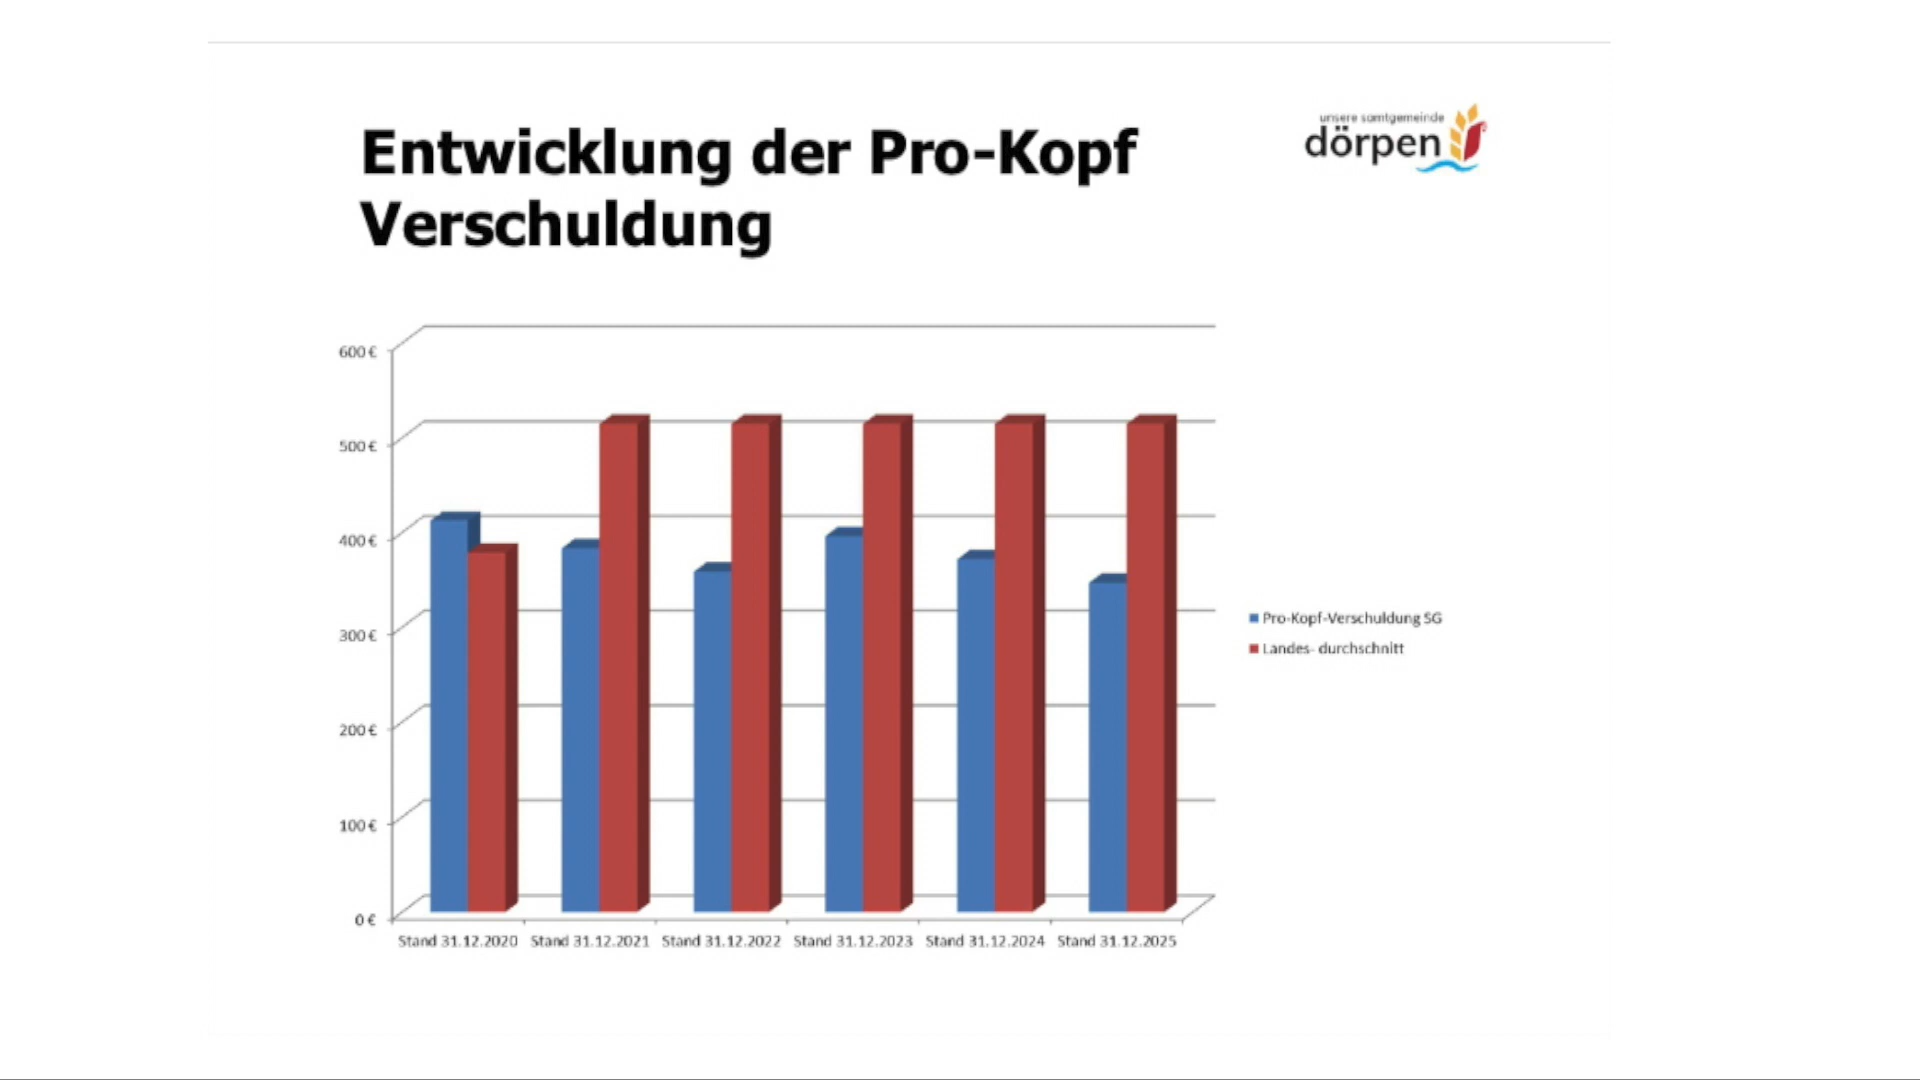 Entwicklung der Pro-Kopf
Verschuldung
unsere samtgemeinde
dörpen
600 €
500 €
400 €
300 €
200 €
100 €
0 €
Stand 31.12.2020 Stand 31.12.2021 Stand 31.12.2022 Stand 31.12.2023 Stand 31.12.2024 Stand 31.12.2025
Pro-Kopf-Verschuldung SG
Landes- durchschnitt